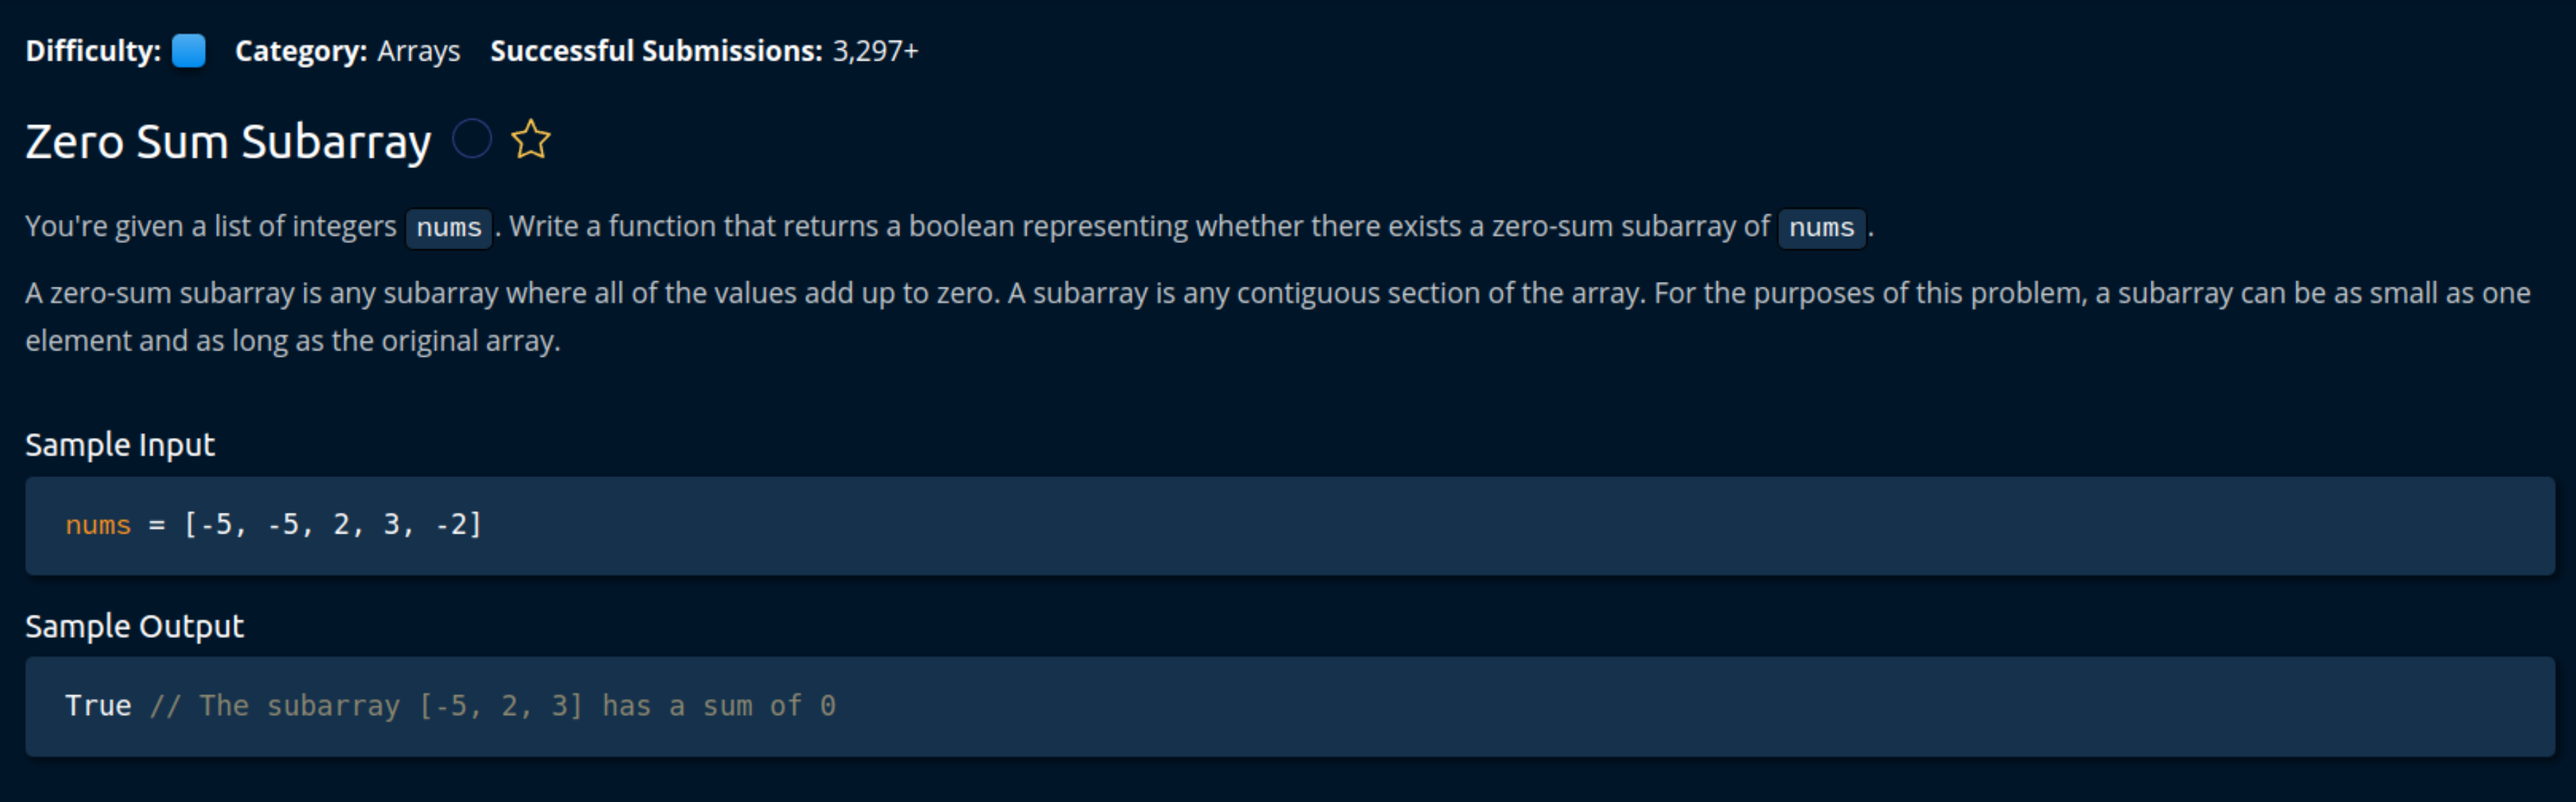 Difficulty: Category: Arrays Successful Submissions: 3,297+
Zero Sum Subarray
You're given a list of integers nums. Write a function that returns a boolean representing whether there exists a zero-sum subarray of nums.
A zero-sum subarray is any subarray where all of the values add up to zero. A subarray is any contiguous section of the array. For the purposes of this problem, a subarray can be as small as one
element and as long as the original array.
Sample Input
nums = [-5, -5, 2, 3, -2]
Sample Output
True // The subarray [-5, 2, 3] has a sum of 0